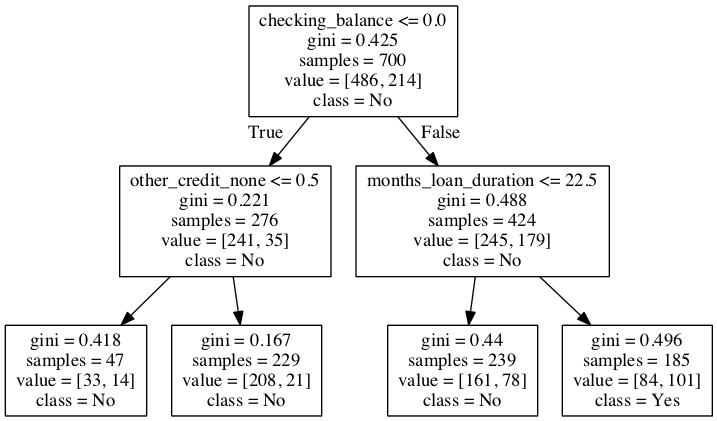 checking_balance <= 0.0
gini = 0.425
samples = 700
value = [486, 214]
class = No
True
False
other_credit_none <= 0.5
gini = 0.221
samples = 276
value = [241, 35]
class = No
months_loan_duration <= 22.5
gini = 0.488
samples = 424
value = [245, 179]
class = No
gini = 0.418
samples = 47
value = [33, 14]
class = No
gini = 0.167
samples = 229
value = [208, 21]
class = No
gini = 0.44
samples = 239
value = [161, 78]
class = No
gini = 0.496
samples = 185
value = [84, 101]
class = Yes